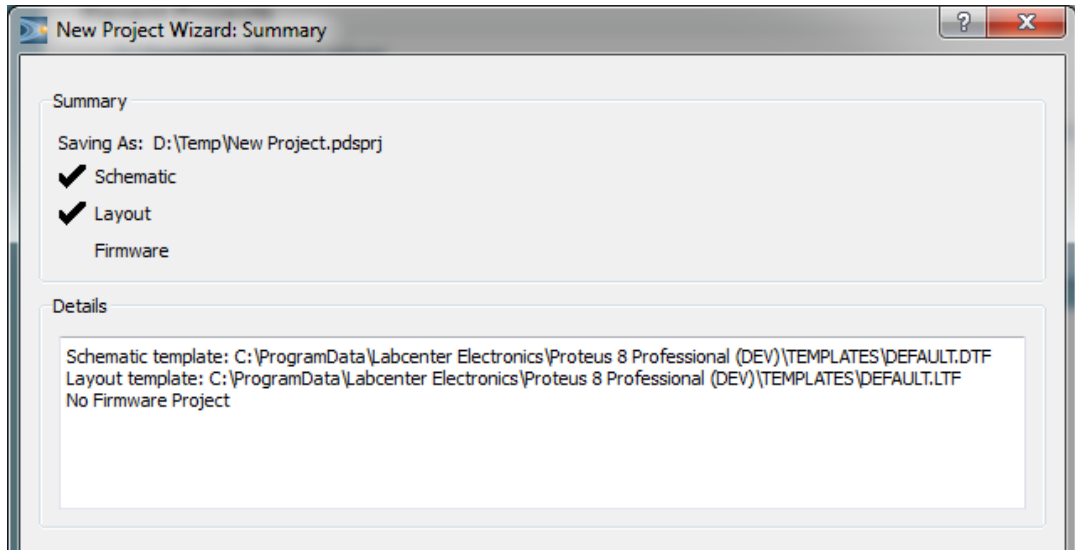 New Project Wizard: Summary
Summary
Saving As: D:\Temp\New Project.pdsprj
Schematic
Layout
Firmware
Details
Schematic template: C:\ProgramData\Labcenter Electronics\Proteus 8 Professional (DEV)\TEMPLATES\DEFAULT.DTF
Layout template: C:\ProgramData\Labcenter Electronics\Proteus 8 Professional (DEV)\TEMPLATES\DEFAULT.LTF
No Firmware Project